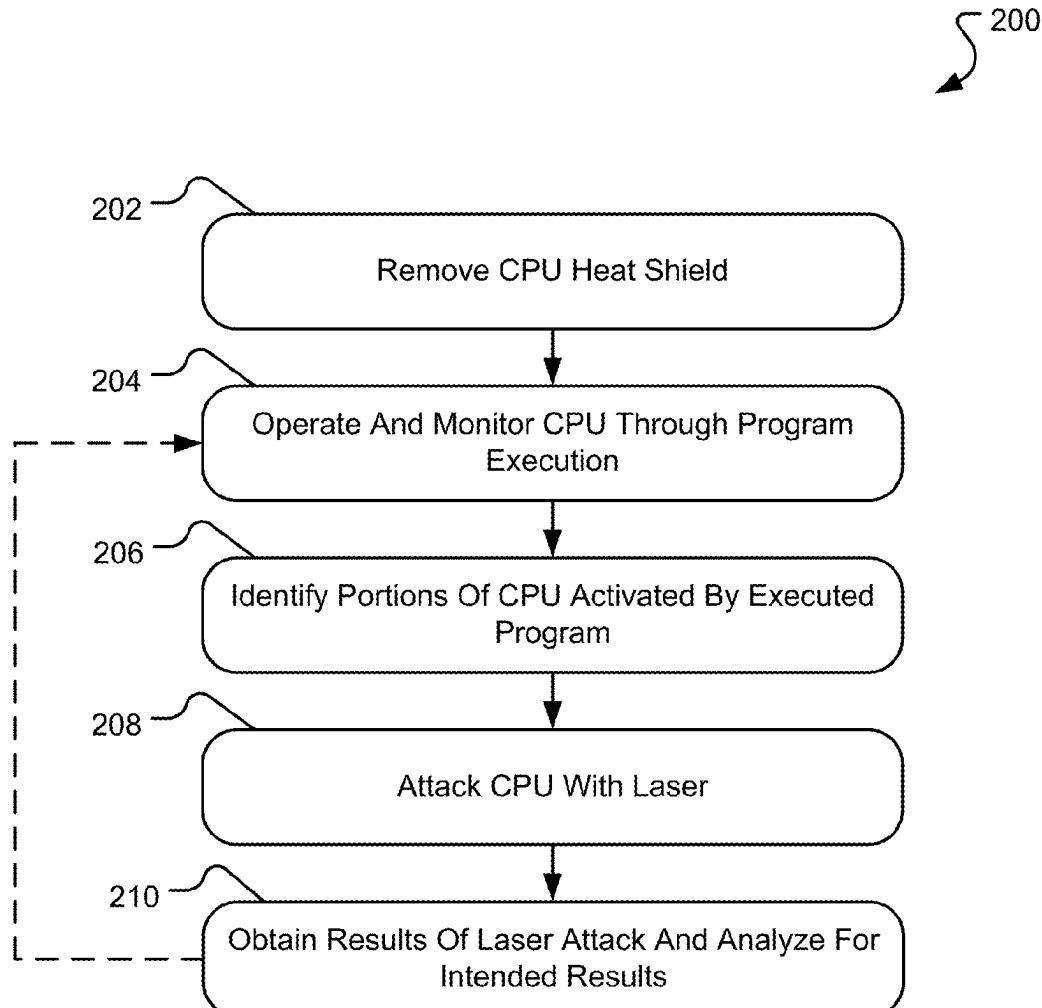 200
202
Remove CPU Heat Shield
204
Operate And Monitor CPU Through Program
Execution
206
Identify Portions Of CPU Activated By Executed
Program
208
Attack CPU With Laser
210
Obtain Results Of Laser Attack And Analyze For
Intended Results